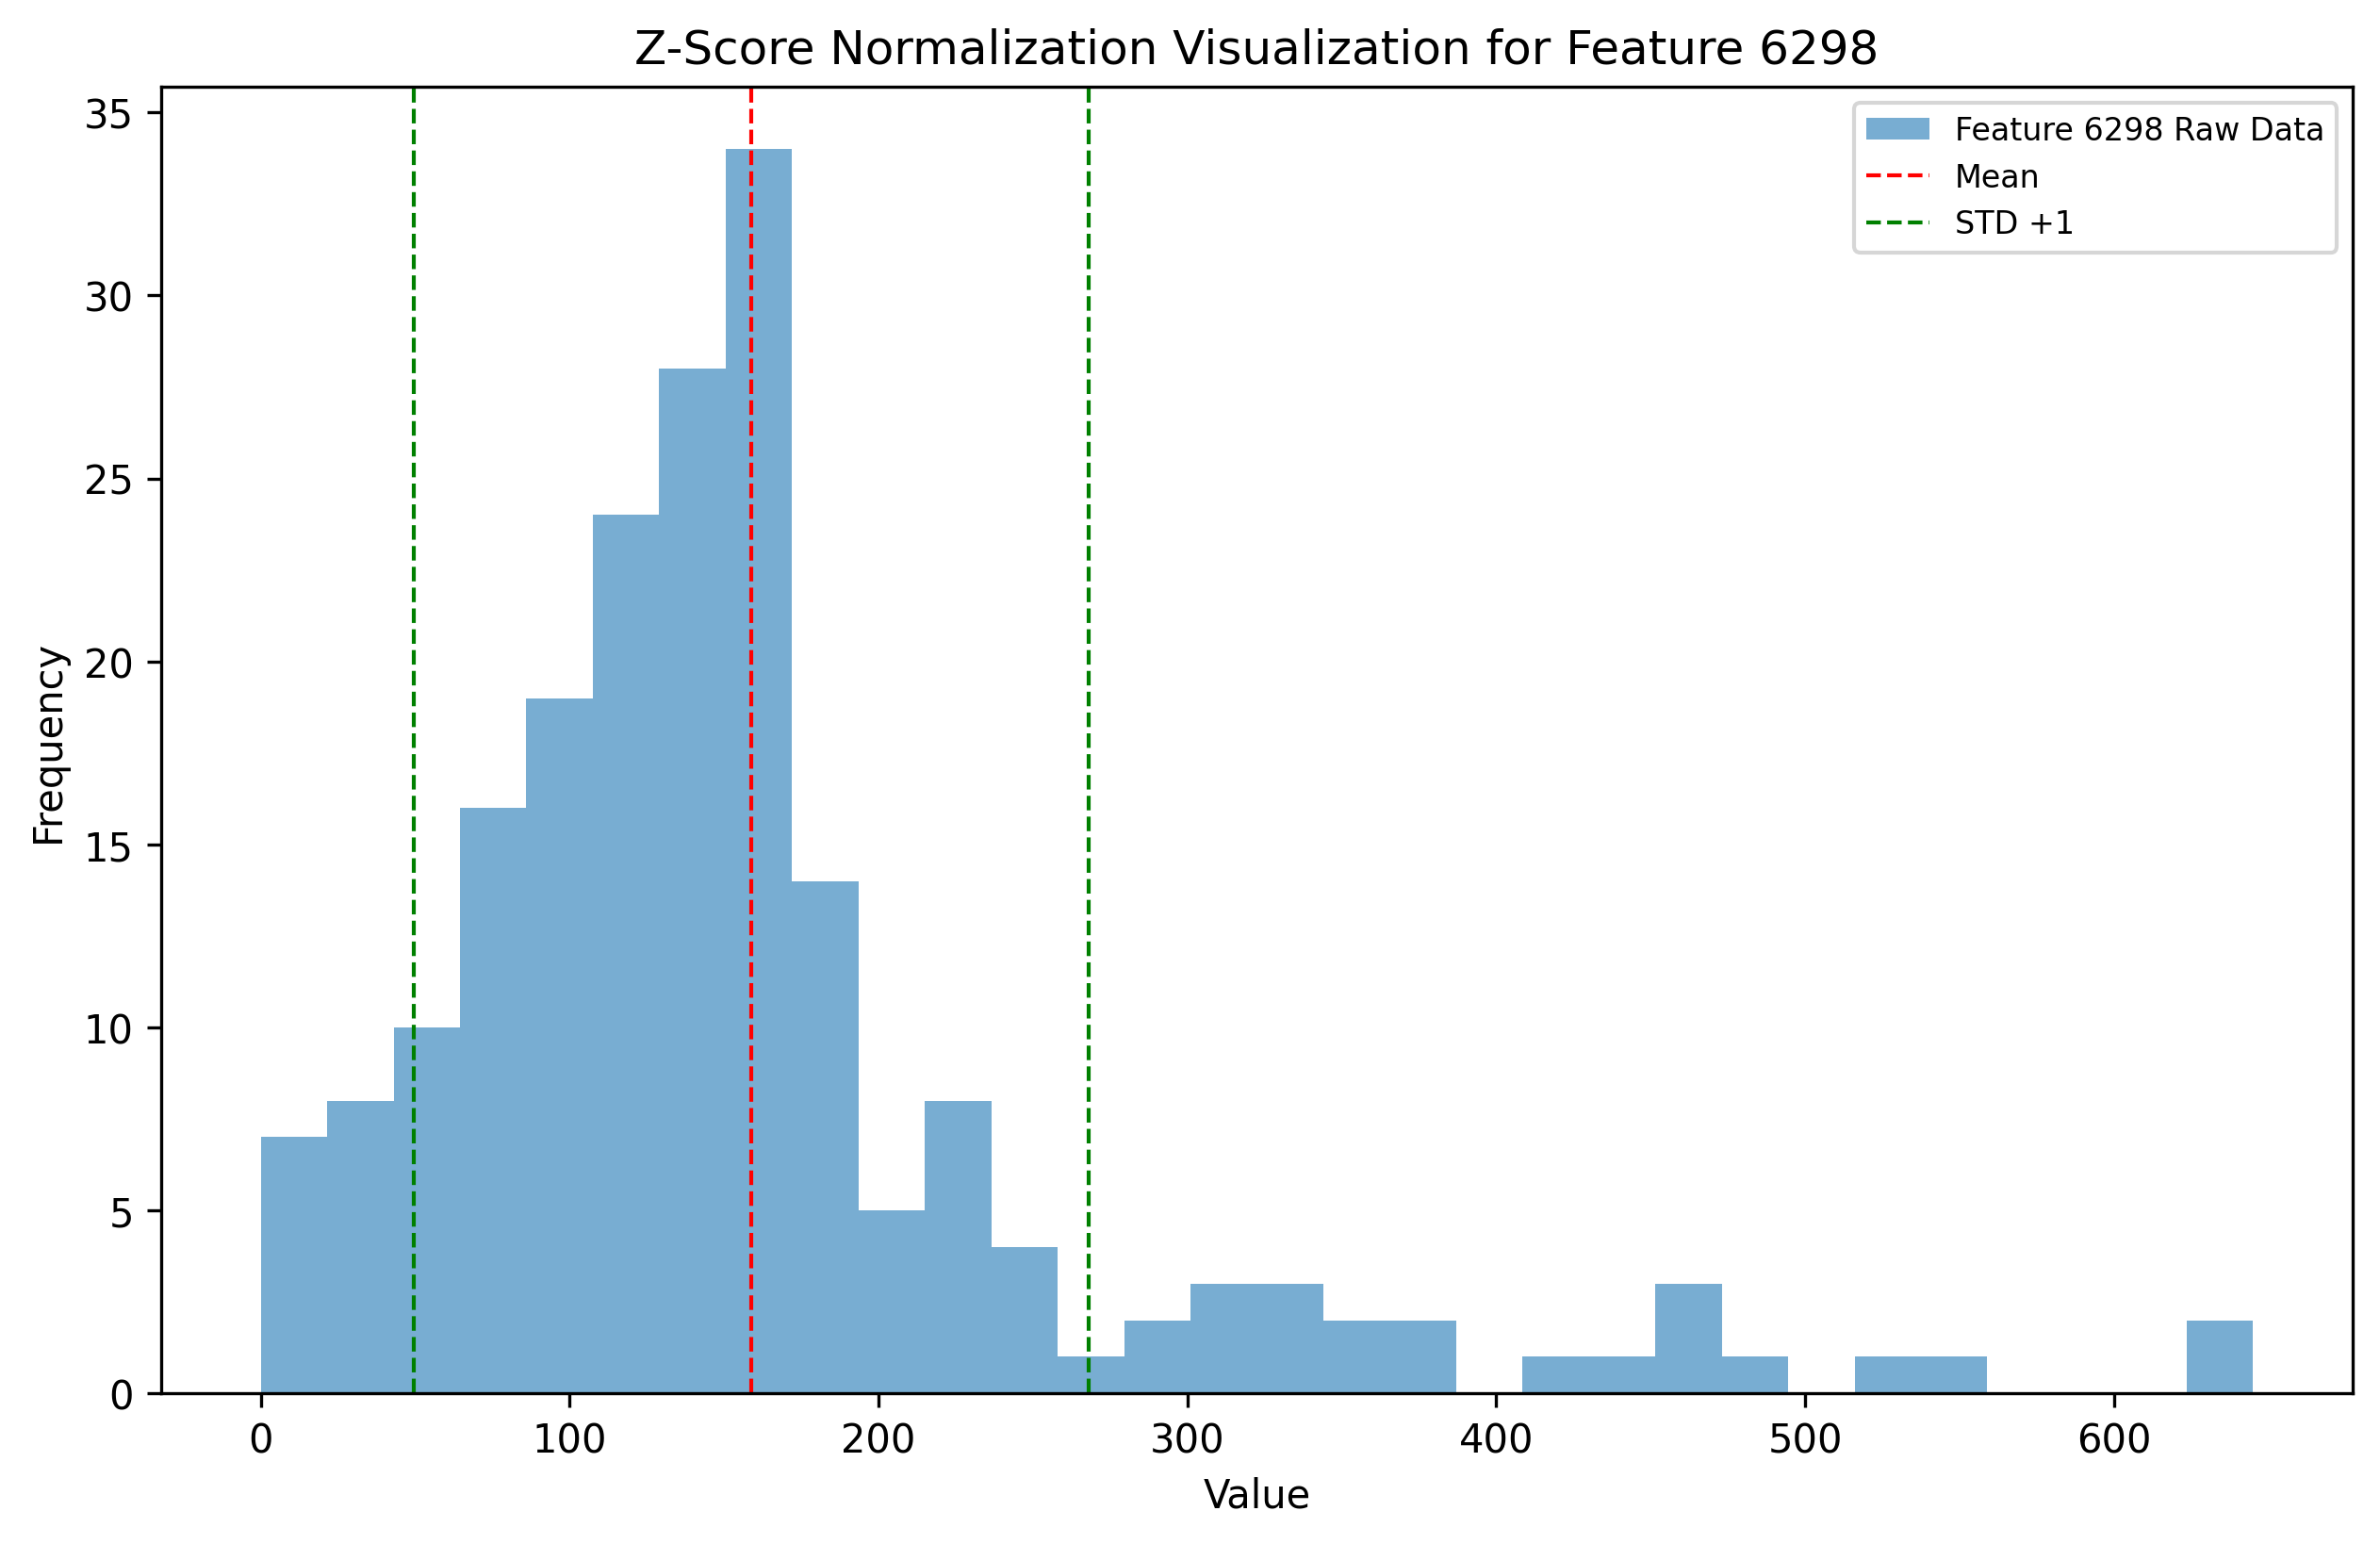 Z-Score Normalization Visualization for Feature 6298
Feature 6298 Raw Data
Mean
STD +1
Frequency
35
30
25
20
15
10
5
0
0 100 200 300 400 500 600
Value